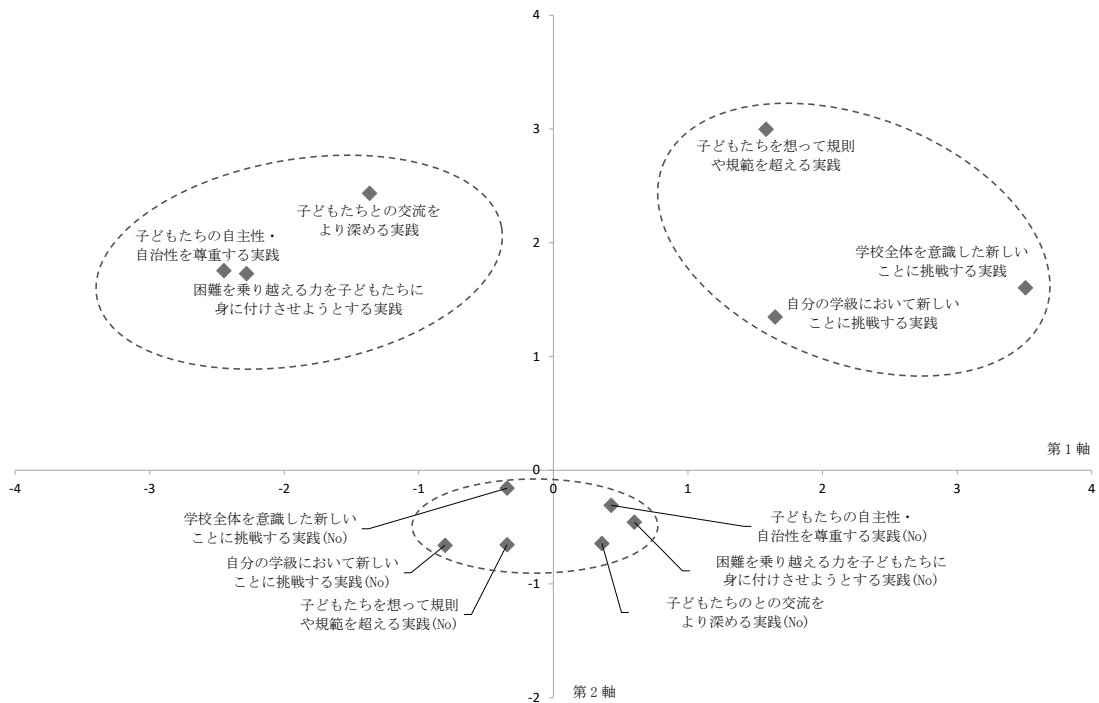 4
3
子どもたちを想って規則
や規範を超える実践
子どもたちとの交流を
より深める実践
子どもたちの自主性・
自治性を尊重する実践
2
学校全体を意識した新しい
ことに挑戦する実践
困難を乗り越える力を子どもたちに
身に付けさせようとする実践
自分の学級において新しい
ことに挑戦する実践
1
第1軸
0
-4
-3
-2
-1
0
1
2
3
4
学校全体を意識した新しい
ことに挑戦する実践(No)
子どもたちの自主性・
自治性を尊重する実践(No)
自分の学級において新しい
ことに挑戦する実践(No)
困難を乗り越える力を子どもたちに
身に付けさせようとする実践(No)
-1
子どもたちを想って規則
や規範を超える実践(No)
子どもたちのとの交流を
より深める実践(No)
-2
第2軸